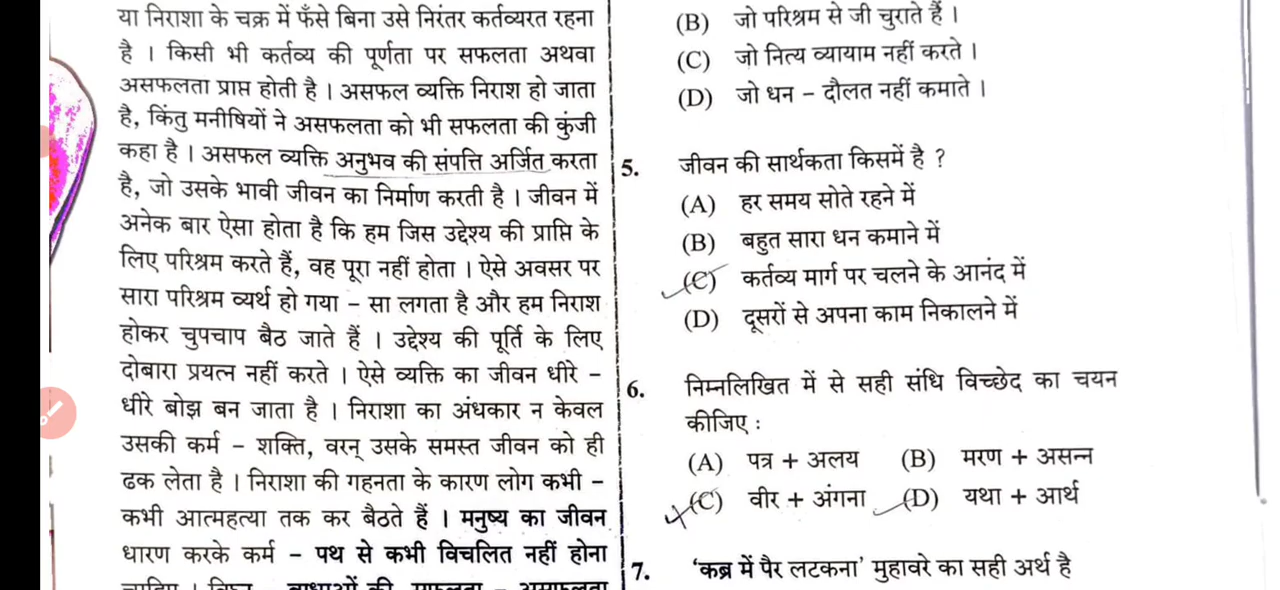 या निराशा के चक्र में फँसे बिना उसे निरंतर कर्तव्यरत रहना
है । किसी भी कर्तव्य की पूर्णता पर सफलता अथवा
असफलता प्राप्त होती है । असफल व्यक्ति निराश हो जाता
है, किंतु मनीषियों ने असफलता को भी सफलता की कुंजी
कहा है । असफल व्यक्ति अनुभव की संपत्ति अर्जित करता
है, जो उसके भावी जीवन का निर्माण करती है । जीवन में
अनेक बार ऐसा होता है कि हम जिस उद्देश्य की प्राप्ति के
लिए परिश्रम करते हैं, वह पूरा नहीं होता । ऐसे अवसर पर
सारा परिश्रम व्यर्थ हो गया – सा लगता है और हम निराश
होकर चुपचाप बैठ जाते हैं । उद्देश्य की पूर्ति के लिए
दोबारा प्रयत्न नहीं करते । ऐसे व्यक्ति का जीवन धीरे –
धीरे बोझ बन जाता है । निराशा का अंधकार न केवल
उसकी कर्म – शक्ति, वरन् उसके समस्त जीवन को ही
ढक लेता है । निराशा की गहनता के कारण लोग कभी –
कभी आत्महत्या तक कर बैठते हैं । मनुष्य का जीवन
धारण करके कर्म – पथ से कभी विचलित नहीं होना
(B) जो परिश्रम से जी चुराते हैं ।
(C) जो नित्य व्यायाम नहीं करते ।
(D) जो धन – दौलत नहीं कमाते ।
5. जीवन की सार्थकता किसमें है ?
(A) हर समय सोते रहने में
(B) बहुत सारा धन कमाने में
(C) कर्तव्य मार्ग पर चलने के आनंद में
(D) दूसरों से अपना काम निकालने में
6. निम्नलिखित में से सही संधि विच्छेद का चयन
कीजिए :
(A) पत्र + अलय (B) मरण + असन्न
(C) वीर + अंगना (D) यथा + आर्थ
7. ‘कब्र में पैर लटकना’ मुहावरे का सही अर्थ है